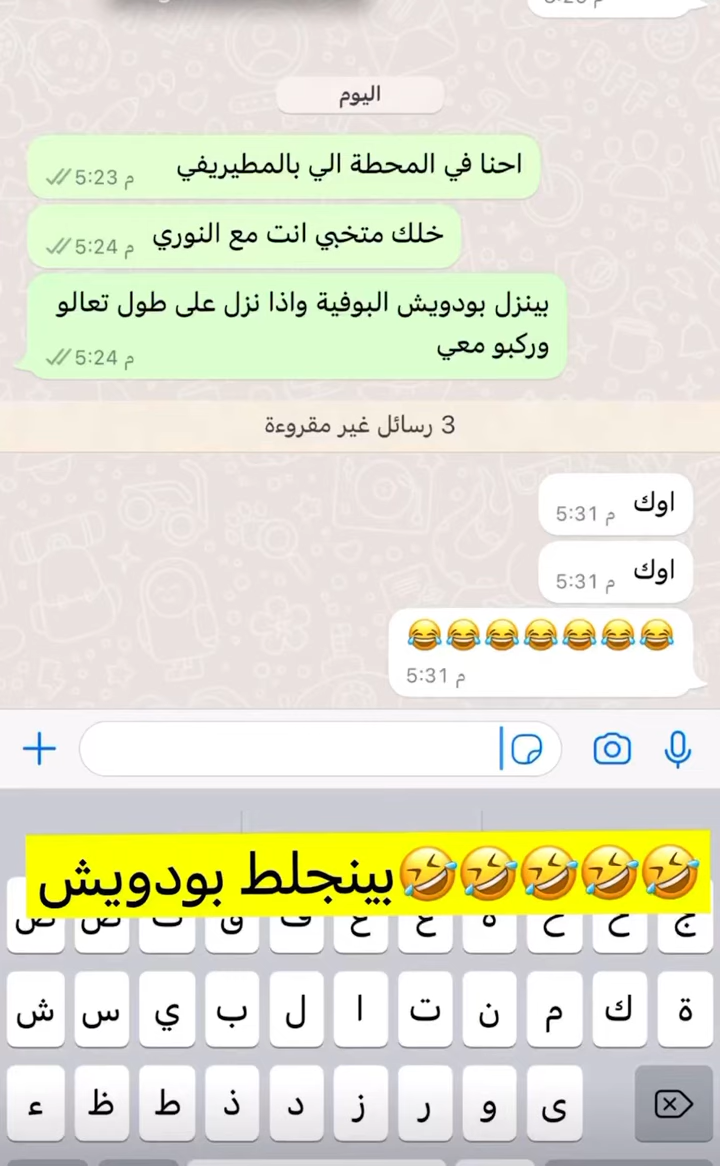 اليوم
احنا في المحطة الي بالمطيريفي
5:23 م
خلك متخبي انت مع النوري
5:24 م
بينزل بودويش البوفية واذا نزل على طول تعالو
وركبو معي
5:24 م
3 رسائل غير مقروءة
اوك
5:31 م
اوك
5:31 م
😂😂😂😂😂😂😂
5:31 م
🤣🤣🤣🤣🤣بينجلط بودويش
ة ك م ن ت ا ل ب ي س ش
ى و ر ز د ذ ط ظ ء